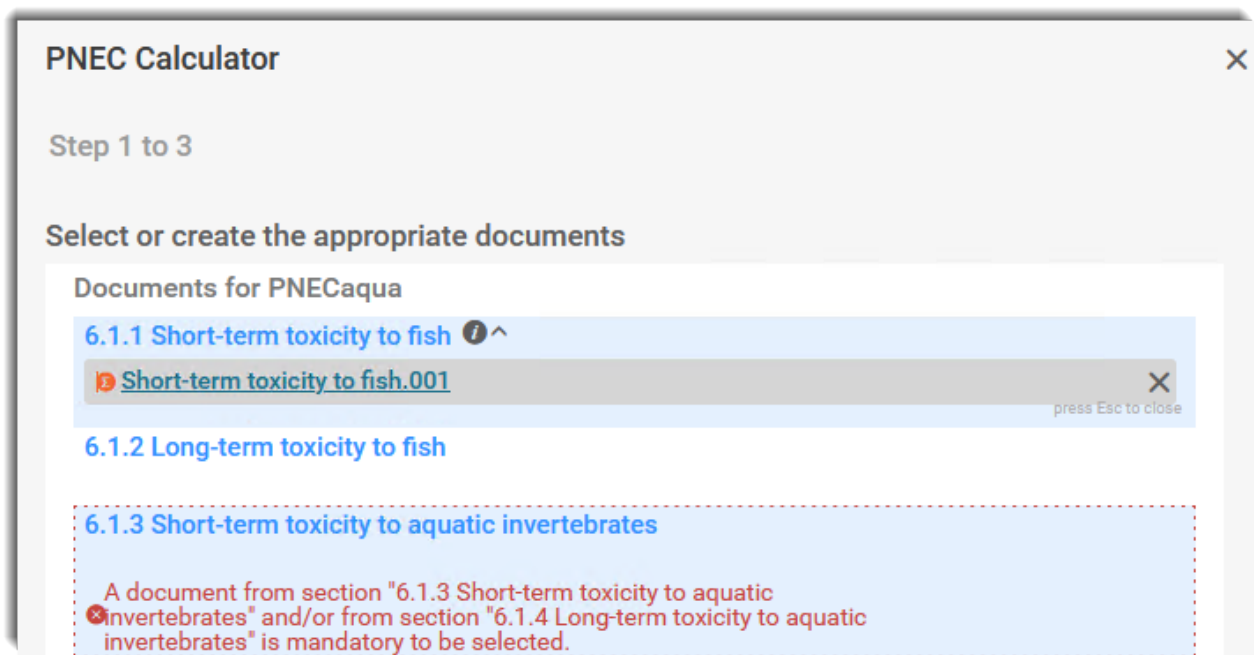 PNEC Calculator
Step 1 to 3
Select or create the appropriate documents
Documents for PNECaqua
6.1.1 Short-term toxicity to fish
Short-term toxicity to fish.001
press Esc to close
6.1.2 Long-term toxicity to fish
6.1.3 Short-term toxicity to aquatic invertebrates
A document from section "6.1.3 Short-term toxicity to aquatic
invertebrates" and/or from section "6.1.4 Long-term toxicity to aquatic
invertebrates" is mandatory to be selected.